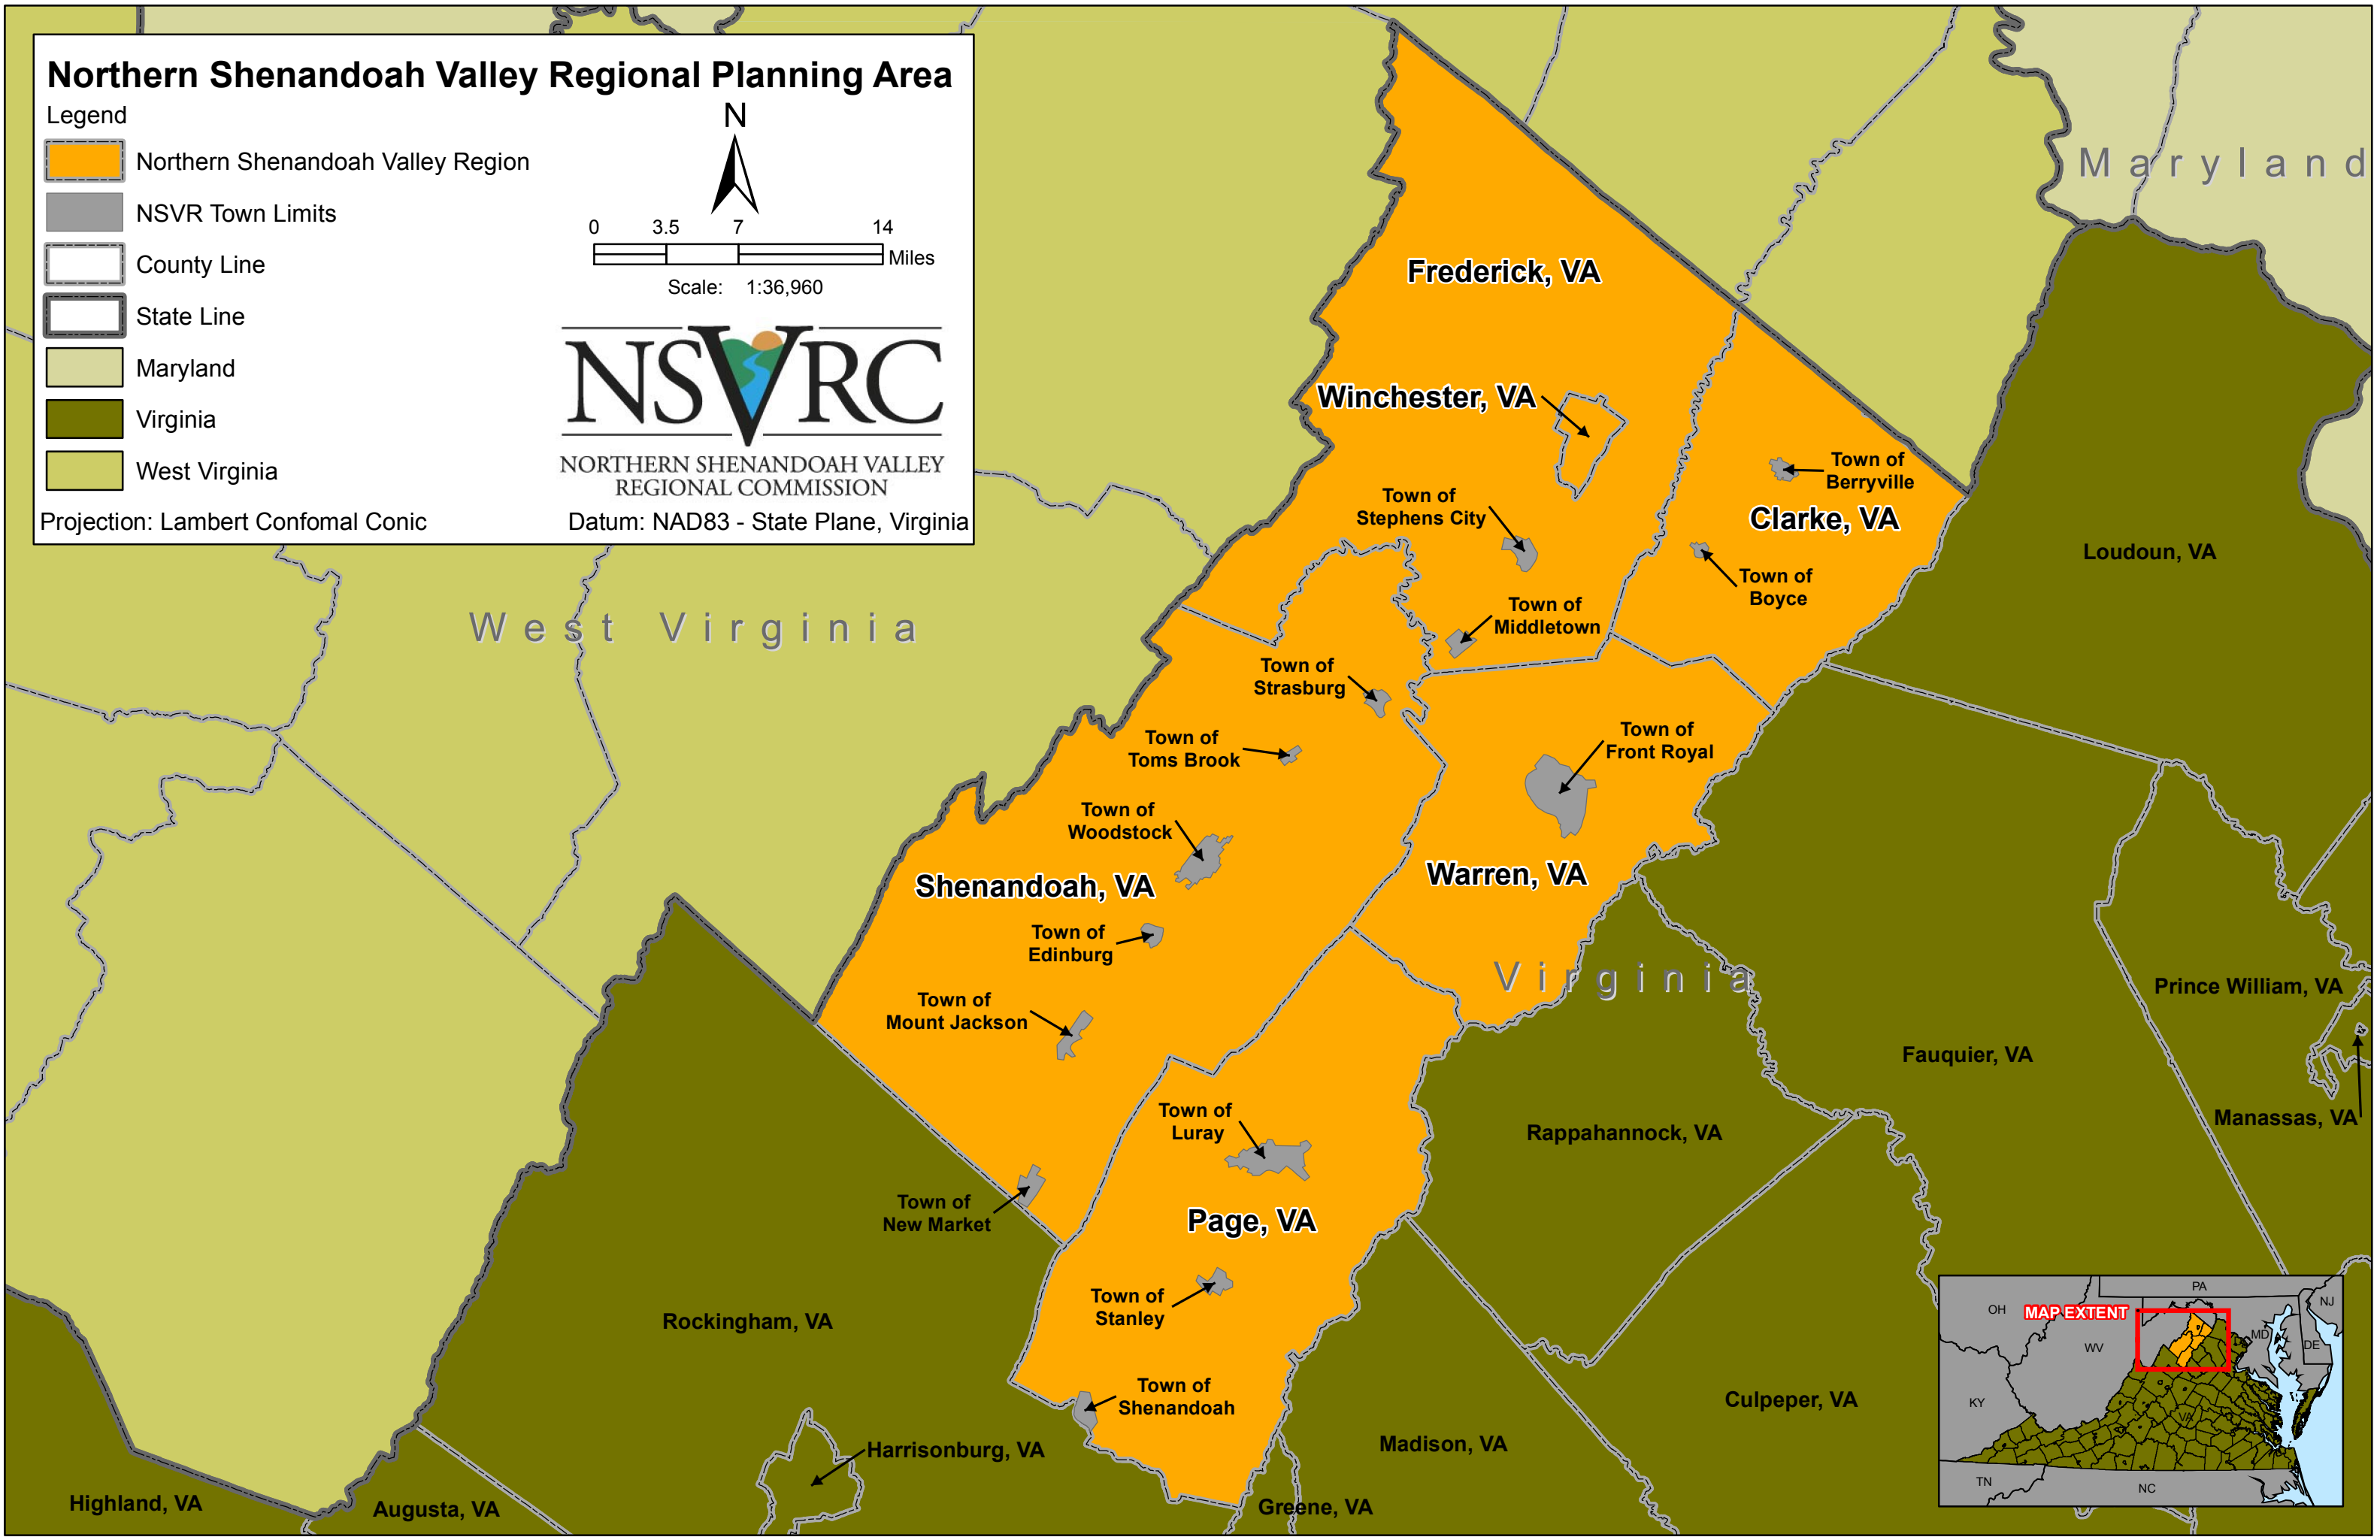 Northern Shenandoah Valley Regional Planning Area
Legend
Northern Shenandoah Valley Region
NSVR Town Limits
County Line
State Line
Maryland
Virginia
West Virginia
N
0 3.5 7 14
Miles
Scale: 1:36,960
NSVRC
NORTHERN SHENANDOAH VALLEY
REGIONAL COMMISSION
Projection: Lambert Confomal Conic
Datum: NAD83 - State Plane, Virginia
Maryland
Frederick, VA
Winchester, VA
Town of
Berryville
Town of
Stephens City
Clarke, VA
Loudoun, VA
Town of
Boyce
West Virginia
Town of
Middletown
Town of
Strasburg
Town of
Toms Brook
Town of
Front Royal
Town of
Woodstock
Shenandoah, VA
Warren, VA
Town of
Edinburg
Virginia
Prince William, VA
Town of
Mount Jackson
Fauquier, VA
Manassas, VA
Town of
Luray
Rappahannock, VA
Town of
New Market
Page, VA
Town of
Stanley
Rockingham, VA
Town of
Shenandoah
Culpeper, VA
Harrisonburg, VA
Madison, VA
Highland, VA
Augusta, VA
Greene, VA
PA
OH
MAP EXTENT
NJ
MD
DE
WV
KY
VA
TN
NC